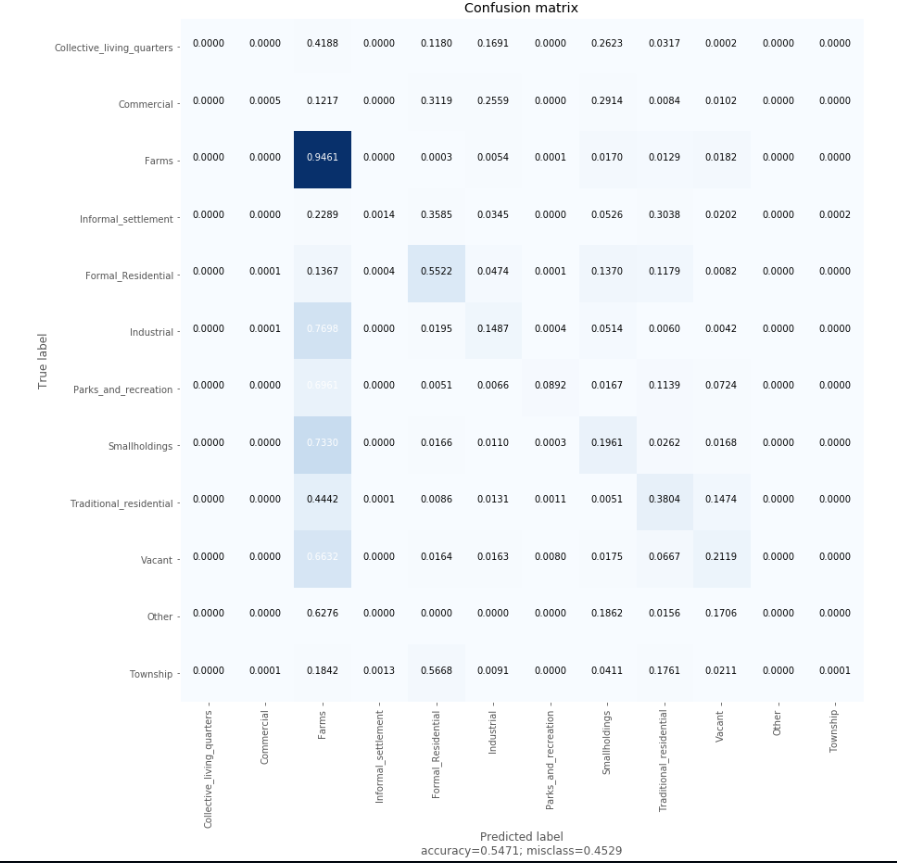 Confusion matrix
Collective_living_quarters 0.0000 0.0000 0.4188 0.0000 0.1180 0.1691 0.0000 0.2623 0.0317 0.0002 0.0000 0.0000
Commercial 0.0000 0.0005 0.1217 0.0000 0.3119 0.2559 0.0000 0.2914 0.0084 0.0102 0.0000 0.0000
Farms 0.0000 0.0000 0.9461 0.0000 0.0003 0.0054 0.0001 0.0170 0.0129 0.0182 0.0000 0.0000
Informal_settlement 0.0000 0.0000 0.2289 0.0014 0.3585 0.0345 0.0000 0.0526 0.3038 0.0202 0.0000 0.0002
Formal_Residential 0.0000 0.0001 0.1367 0.0004 0.5522 0.0474 0.0001 0.1370 0.1179 0.0082 0.0000 0.0000
Industrial 0.0000 0.0001 0.7698 0.0000 0.0195 0.1487 0.0004 0.0514 0.0060 0.0042 0.0000 0.0000
True label
Parks_and_recreation 0.0000 0.0000 0.6961 0.0000 0.0051 0.0066 0.0892 0.0167 0.1139 0.0724 0.0000 0.0000
Smallholdings 0.0000 0.0000 0.7330 0.0000 0.0166 0.0110 0.0003 0.1961 0.0262 0.0168 0.0000 0.0000
Traditional_residential 0.0000 0.0000 0.4442 0.0001 0.0086 0.0131 0.0011 0.0051 0.3804 0.1474 0.0000 0.0000
Vacant 0.0000 0.0000 0.6632 0.0000 0.0164 0.0163 0.0080 0.0175 0.0667 0.2119 0.0000 0.0000
Other 0.0000 0.0000 0.6276 0.0000 0.0000 0.0000 0.0000 0.1862 0.0156 0.1706 0.0000 0.0000
Township 0.0000 0.0001 0.1842 0.0013 0.5668 0.0091 0.0000 0.0411 0.1761 0.0211 0.0000 0.0001
Collective_living_quarters
Commercial
Farms
Informal_settlement
Formal_Residential
Industrial
Parks_and_recreation
Smallholdings
Traditional_residential
Vacant
Other
Township
Predicted label
accuracy=0.5471; misclass=0.4529